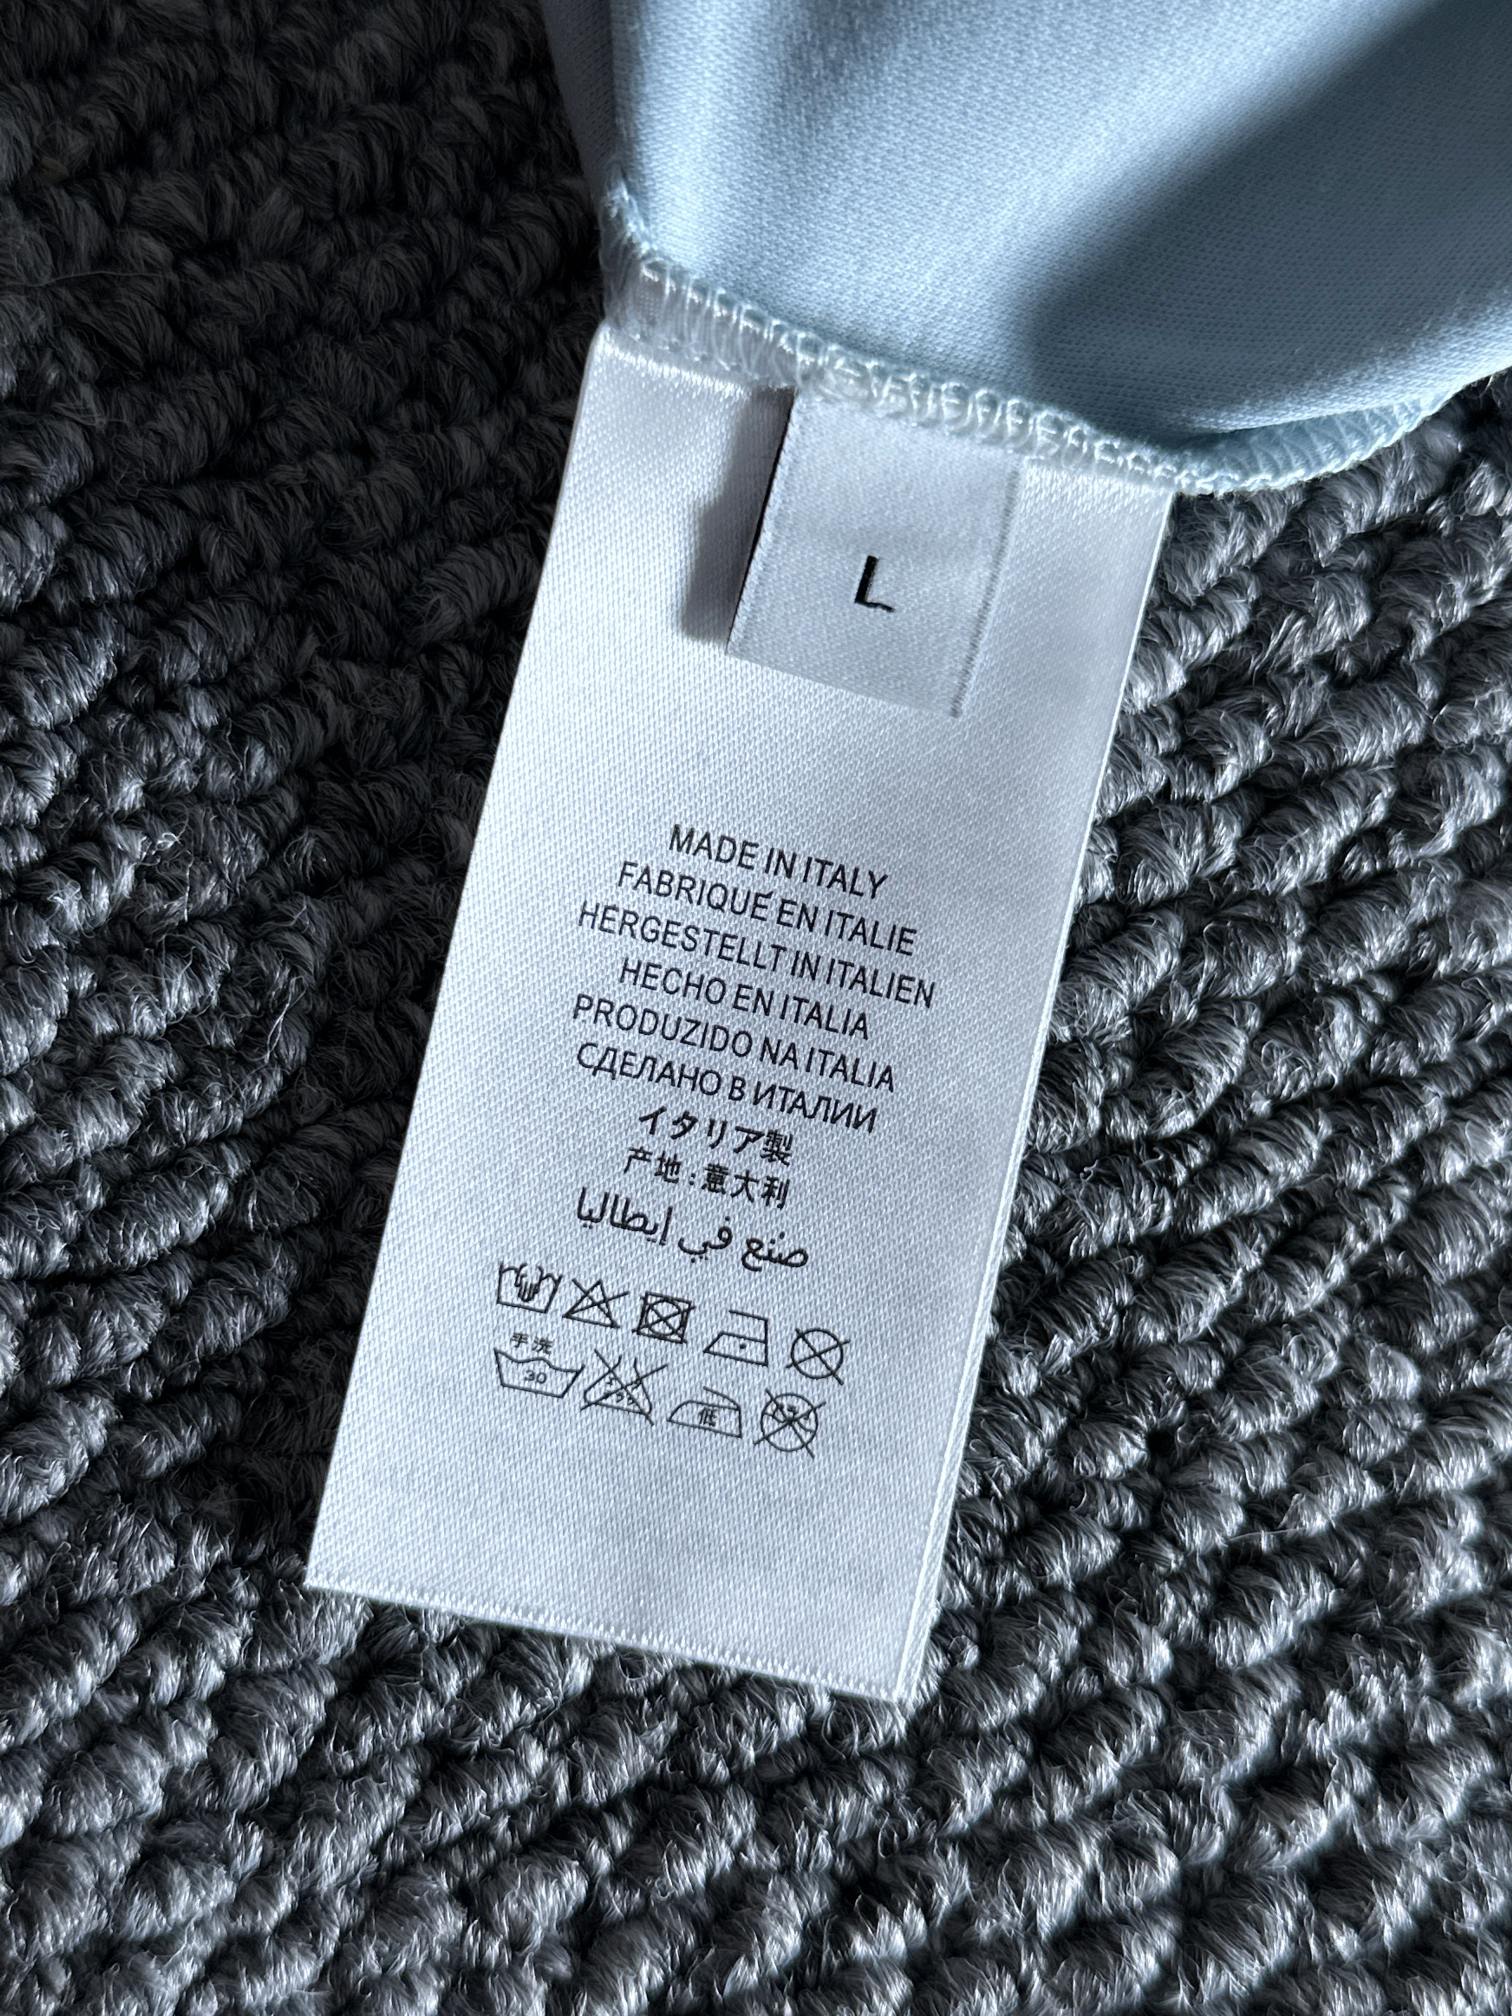 L
MADE IN ITALY
FABRIQUÉ EN ITALIE
HERGESTELLT IN ITALIEN
HECHO EN ITALIA
PRODUZIDO NA ITALIA
СДЕЛАНО В ИТАЛИИ
イタリア製
产地:意大利
صنع في إيطاليا
手洗
30
低